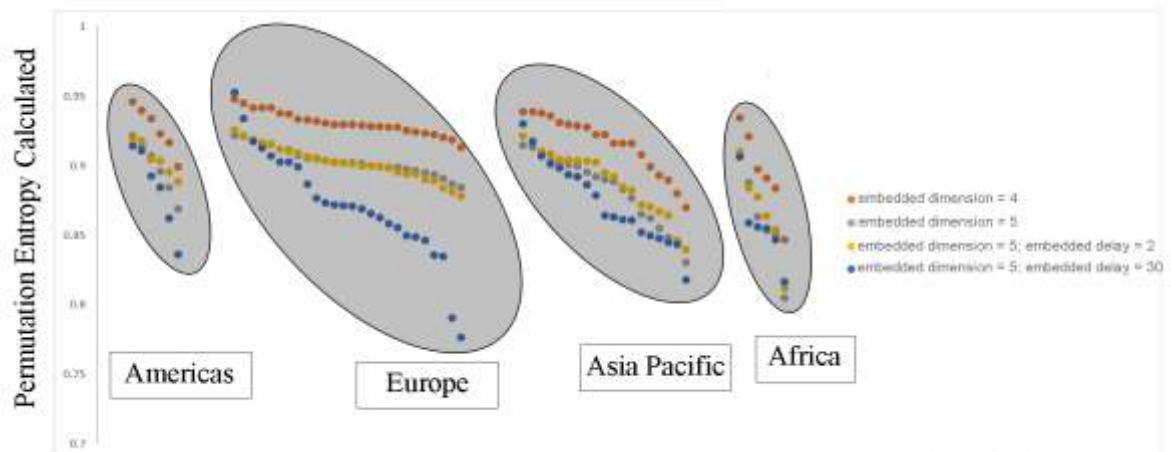 Permutation Entropy Calculated
1
0.95
0.9
0.85
0.8
0.75
0.7
embedded dimension = 4
embedded dimension = 5
embedded dimension = 5; embedded delay = 2
embedded dimension = 5; embedded delay = 30
Americas
Europe
Asia Pacific
Africa